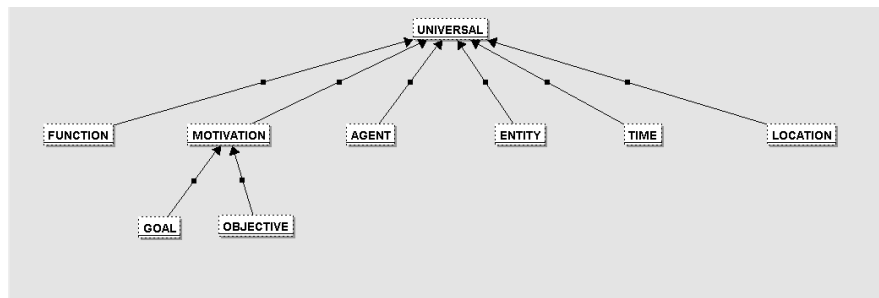 UNIVERSAL
FUNCTION
MOTIVATION
AGENT
ENTITY
TIME
LOCATION
GOAL
OBJECTIVE